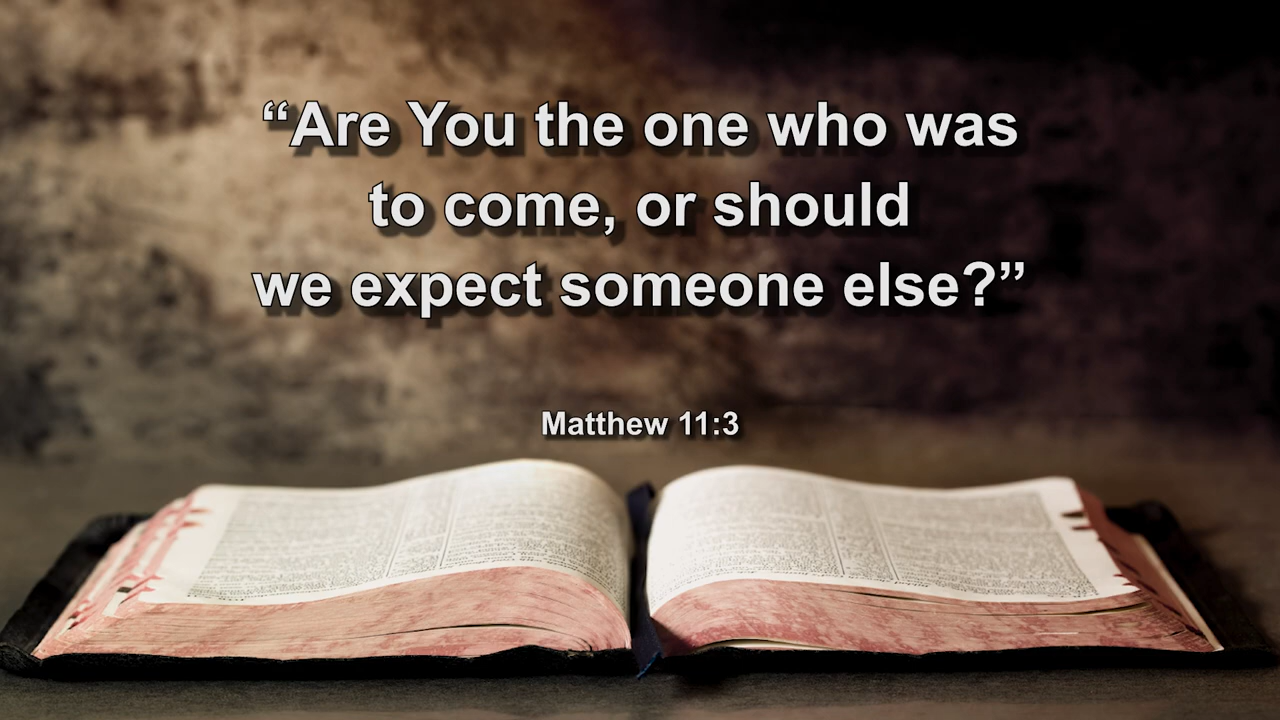 “Are You the one who was
to come, or should
we expect someone else?”
Matthew 11:3